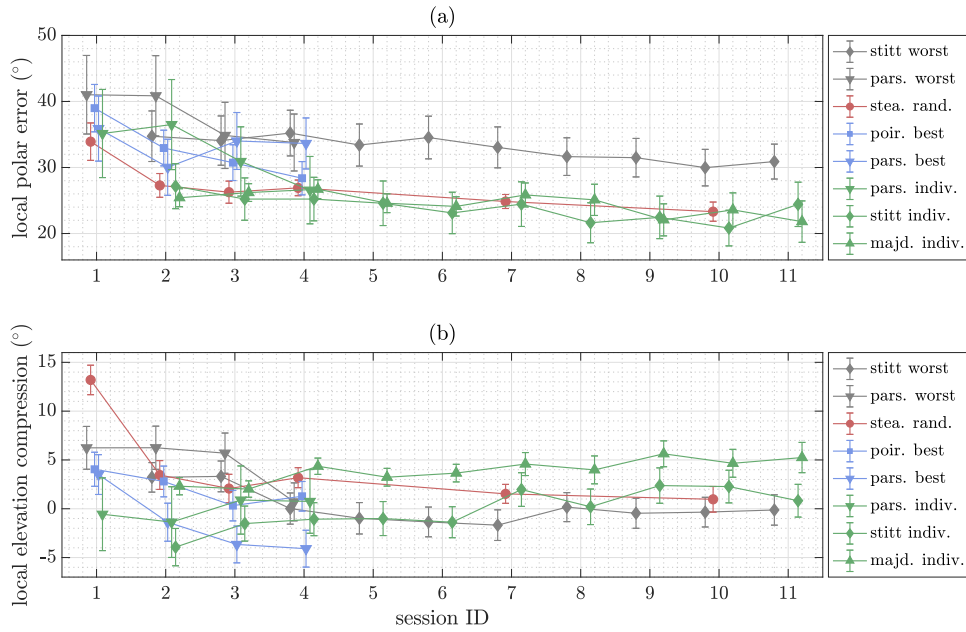 (a)
local polar error (°)
50
40
30
20
1 2 3 4 5 6 7 8 9 10 11
stitt worst
pars. worst
stea. rand.
poir. best
pars. best
pars. indiv.
stitt indiv.
majd. indiv.
(b)
local elevation compression (°)
15
10
5
0
-5
1 2 3 4 5 6 7 8 9 10 11
session ID
stitt worst
pars. worst
stea. rand.
poir. best
pars. best
pars. indiv.
stitt indiv.
majd. indiv.